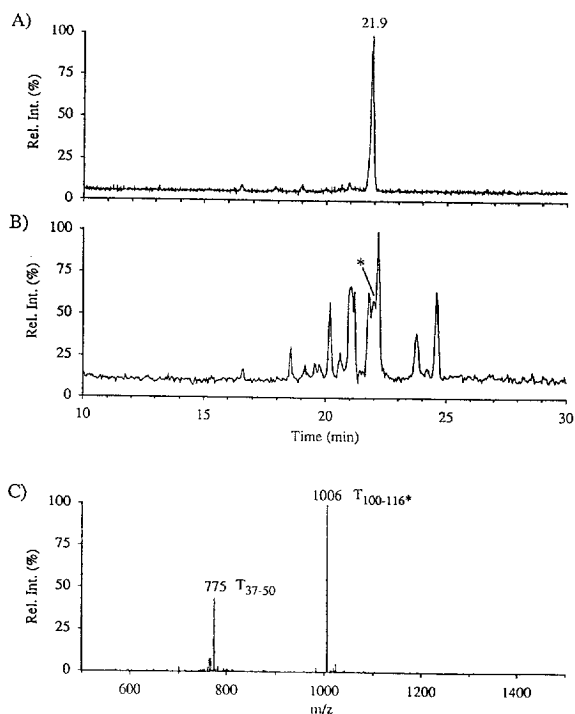 A)
21.9
100
75
50
25
0
Rel. Int. (%)
B)
100
75
50
25
0
Rel. Int. (%)
*
10 15 20 25 30
Time (min)
C)
100
75
50
25
0
Rel. Int. (%)
775 T37-50
1006 T100-116*
600 800 1000 1200 1400
m/z